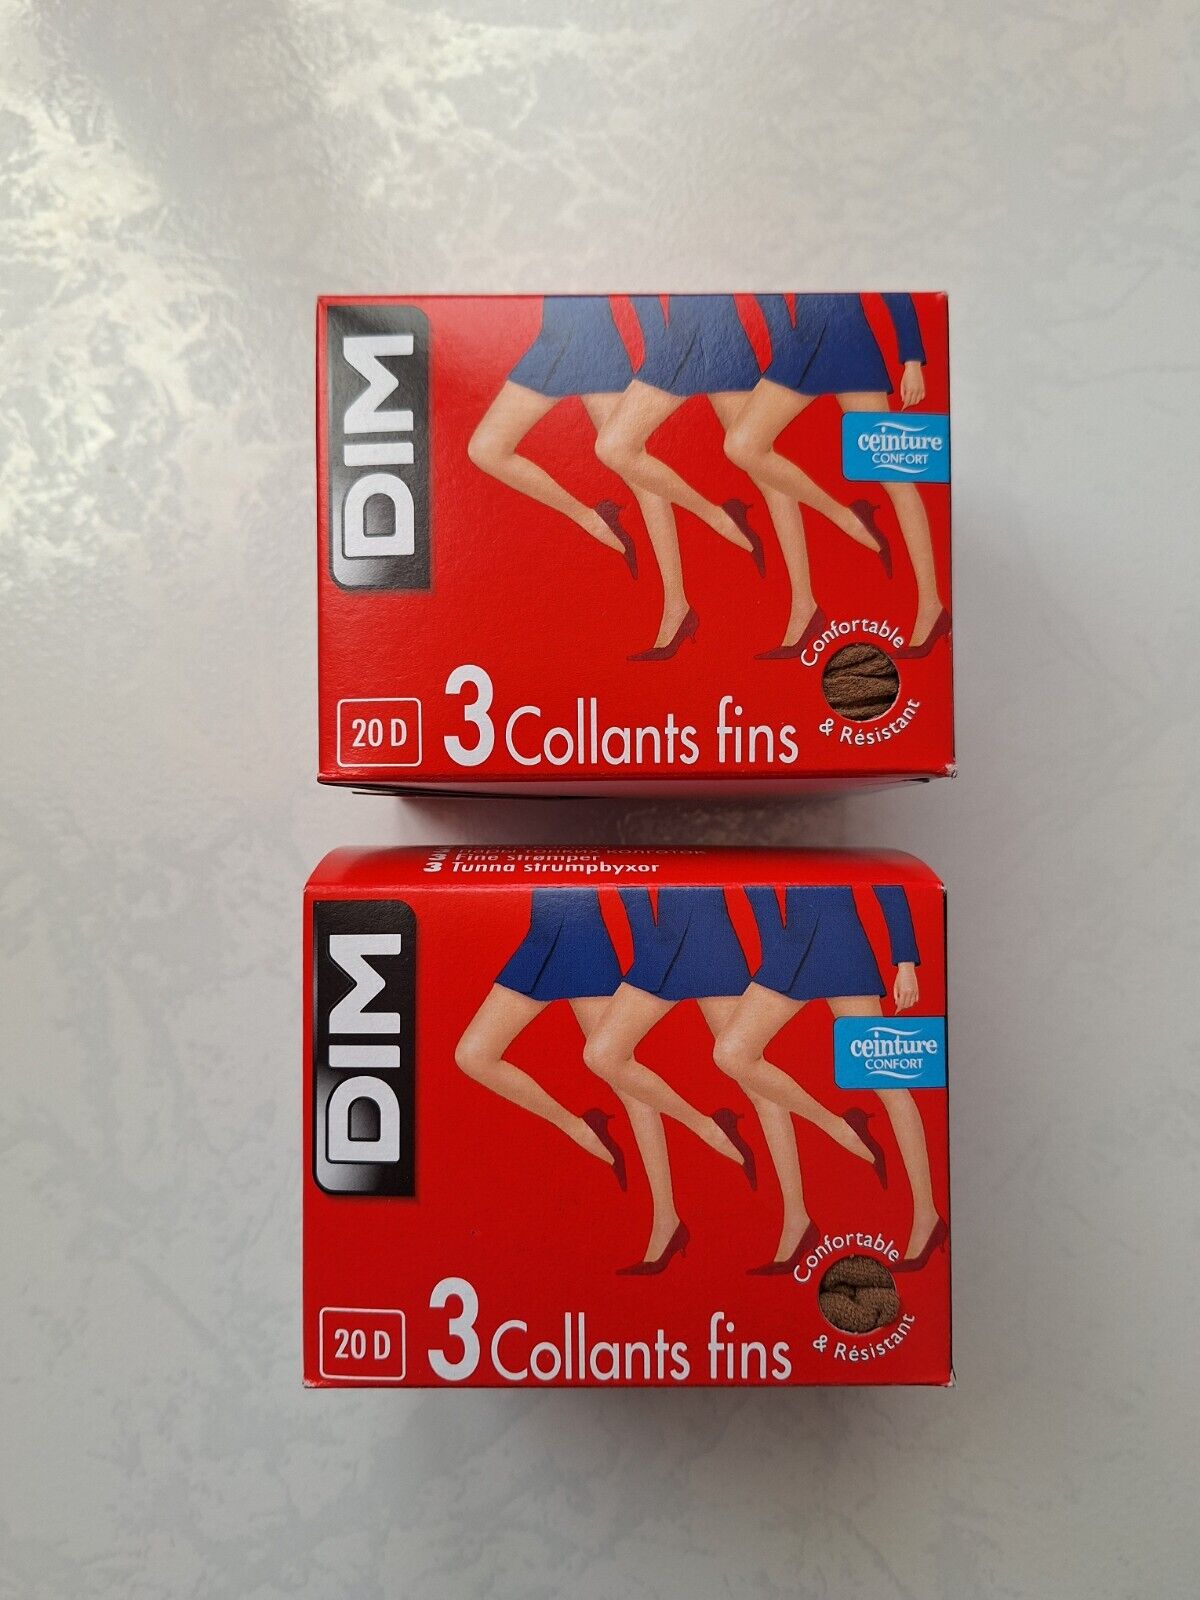 DIM
ceinture
CONFORT
Confortable
& Résistant
20 D
3 Collants fins
3 Fine strømper
3 Tunna strumpbyxor
DIM
ceinture
CONFORT
Confortable
& Résistant
20 D
3 Collants fins